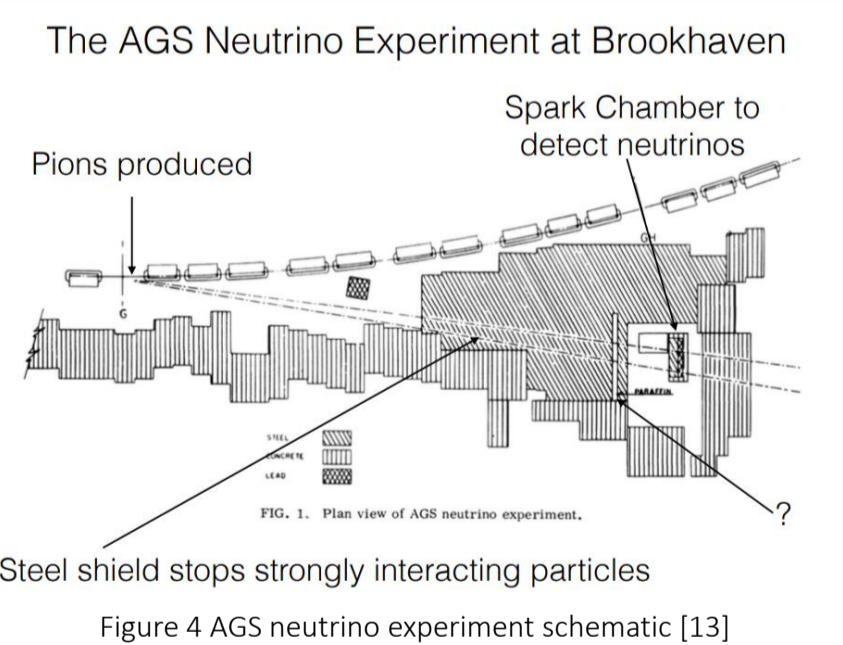 The AGS Neutrino Experiment at Brookhaven
Spark Chamber to
detect neutrinos
Pions produced
G
PARAFFIN
STEEL
CONCRETE
LEAD
FIG. 1. Plan view of AGS neutrino experiment.
?
Steel shield stops strongly interacting particles
Figure 4 AGS neutrino experiment schematic [13]